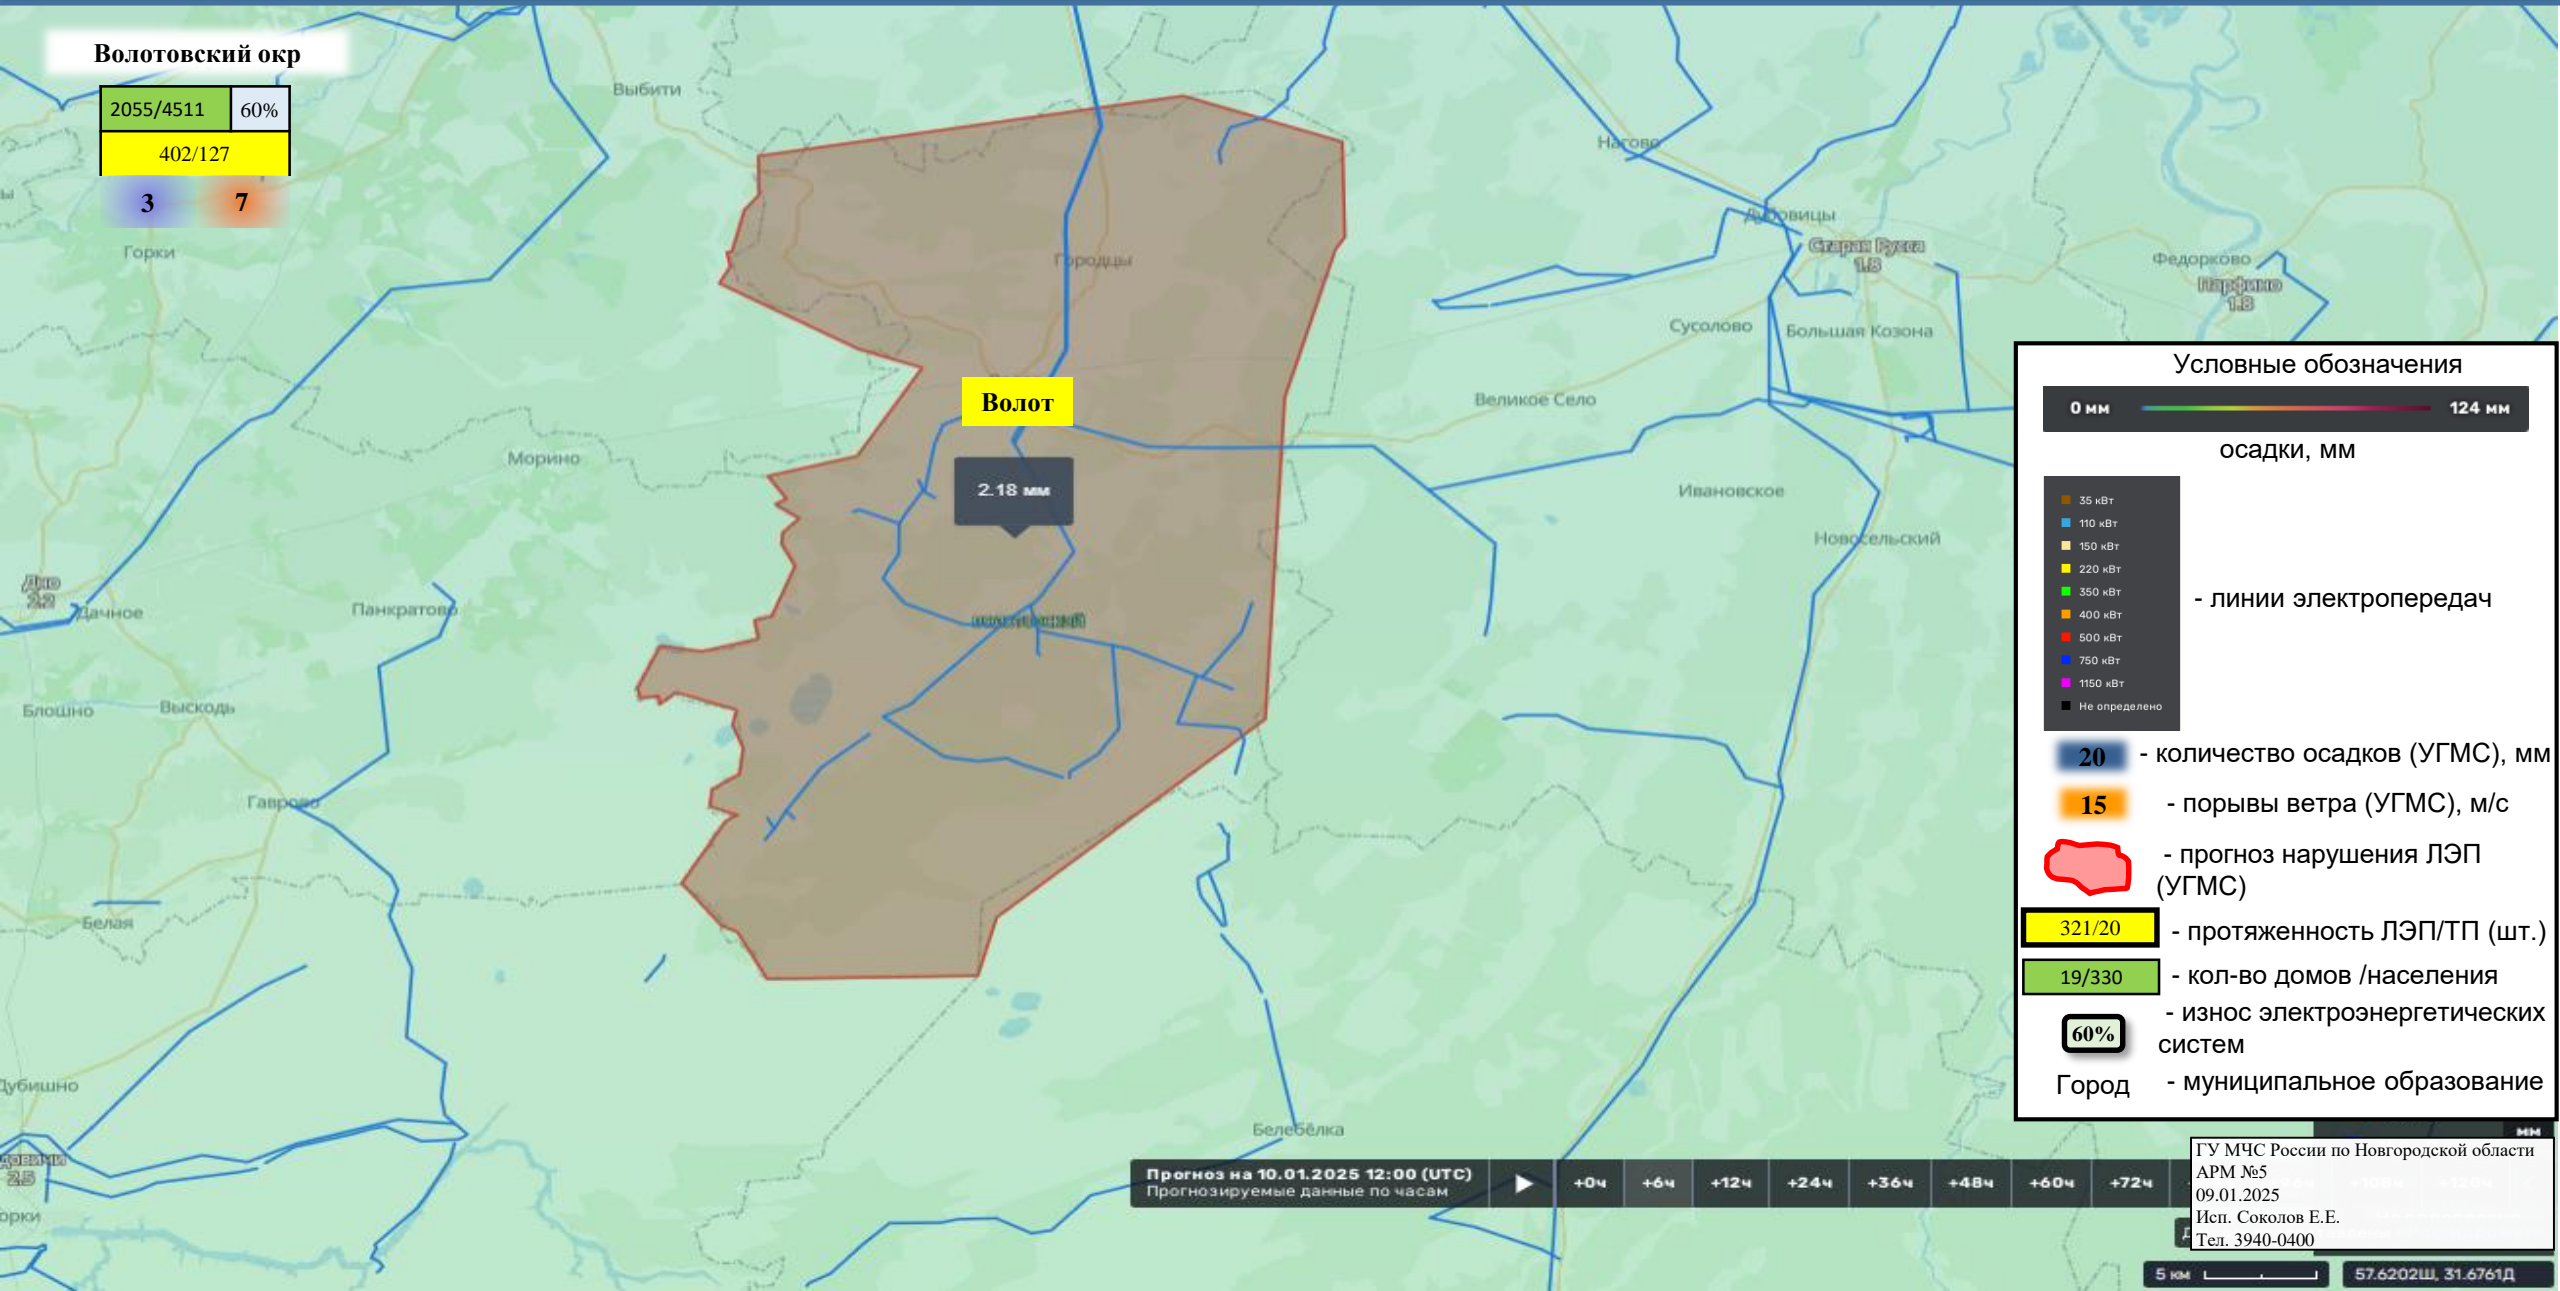 Волотовский окр
2055/4511 60%
402/127
3 7
Выбити
Горки
Городцы
Нагово
Дубовицы
Старая Русса
1.8
Федорково
Парфино
1.8
Сусолово
Большая Козона
Великое Село
Волот
2.18 мм
Морино
Ивановское
Новосельский
Дно
2.2
Дачное
Панкратово
Блошно
Выскодь
Гаврово
Белая
Белебёлка
2.5
Условные обозначения
0 мм 124 мм
осадки, мм
35 кВт
110 кВт
150 кВт
220 кВт
350 кВт
400 кВт
500 кВт
750 кВт
1150 кВт
Не определено
- линии электропередач
20 - количество осадков (УГМС), мм
15 - порывы ветра (УГМС), м/с
- прогноз нарушения ЛЭП
(УГМС)
321/20 - протяженность ЛЭП/ТП (шт.)
19/330 - кол-во домов /населения
- износ электроэнергетических
60% систем
Город - муниципальное образование
мм
Прогноз на 10.01.2025 12:00 (UTC)
Прогнозируемые данные по часам
+0ч +6ч +12ч +24ч +36ч +48ч +60ч +72ч
ГУ МЧС России по Новгородской области
АРМ №5
09.01.2025
Исп. Соколов Е.Е.
Тел. 3940-0400
5 км 57.6202Ш, 31.6761Д